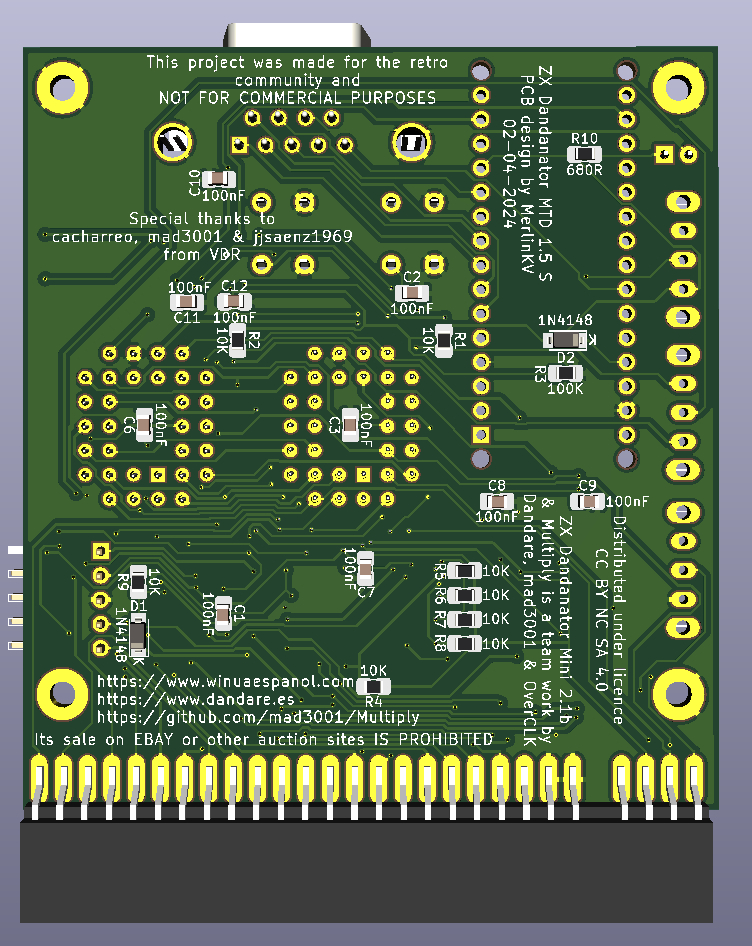 This project was made for the retro
community and
NOT FOR COMMERCIAL PURPOSES
ZX Dandanator MTD 1.5 S
PCB design by MerlinKV
02-04-2024
R10
680R
C10
100nF
Special thanks to
cacharreo, mad3001 & jjsaenz1969
from VDR
100nF
C11
C12
100nF
C2
100nF
R2
10K
R1
10K
1N4148
K
D2
R3
100K
C6
100nF
C3
100nF
C8
100nF
C9
100nF
ZX Dandanator Mini 2.1b
& Multiply is a team work by
Dandare, mad3001 & OverCLK
Distributed under licence
CC BY NC SA 4.0
R9
10K
D1
1N4148
K
C1
100nF
100nF
C7
R5
10K
R6
10K
R7
10K
R8
10K
10K
R4
https://www.winuaespanol.com
https://www.dandare.es
https://github.com/mad3001/Multiply
Its sale on EBAY or other auction sites IS PROHIBITED